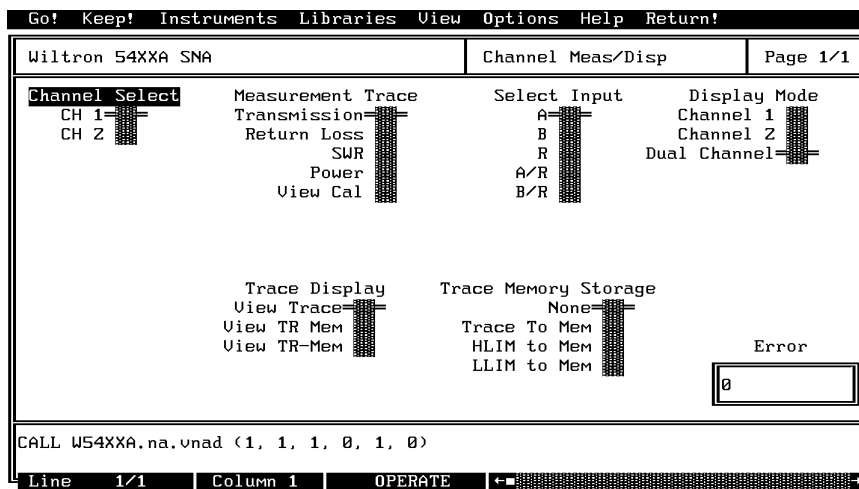 Go! Keep! Instruments Libraries View Options Help Return!
Wiltron 54XXA SNA Channel Meas/Disp Page 1/1
Channel Select Measurement Trace Select Input Display Mode
CH 1 Transmission A Channel 1
CH 2 Return Loss B Channel 2
SWR R Dual Channel
Power A/R
View Cal B/R
Trace Display Trace Memory Storage
View Trace None
View TR Mem Trace To Mem
View TR-Mem HLIM to Mem Error
LLIM to Mem
0
CALL W54XXA.na.vnad (1, 1, 1, 0, 1, 0)
Line 1/1 Column 1 OPERATE